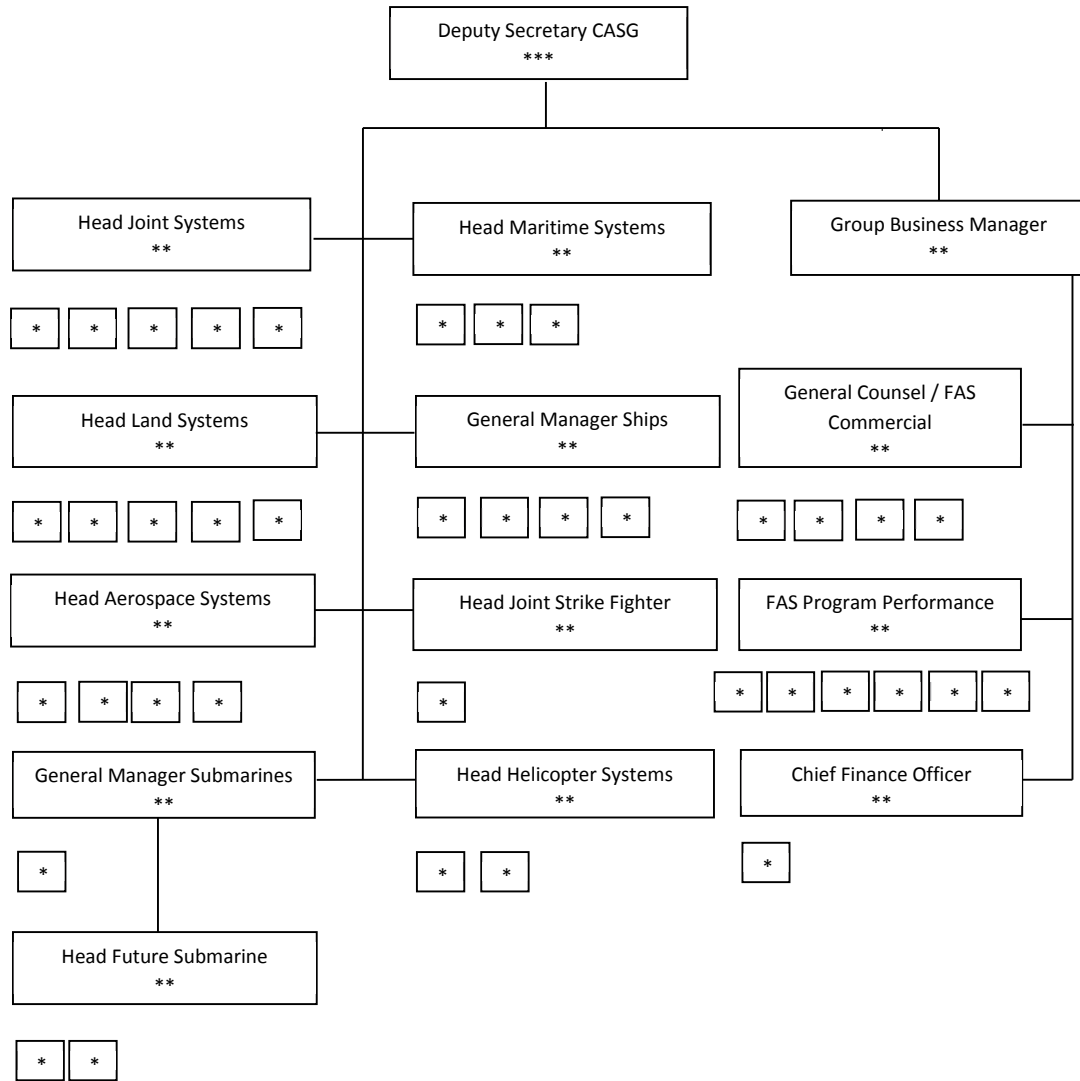 Deputy Secretary CASG
***
Head Joint Systems
**
Head Maritime Systems
**
Group Business Manager
**
* * * * *
* * *
Head Land Systems
**
General Manager Ships
**
General Counsel / FAS
Commercial
**
* * * * *
* * * *
* * * *
Head Aerospace Systems
**
Head Joint Strike Fighter
**
FAS Program Performance
**
* * * *
*
* * * * * *
General Manager Submarines
**
Head Helicopter Systems
**
Chief Finance Officer
**
*
* *
*
Head Future Submarine
**
* *